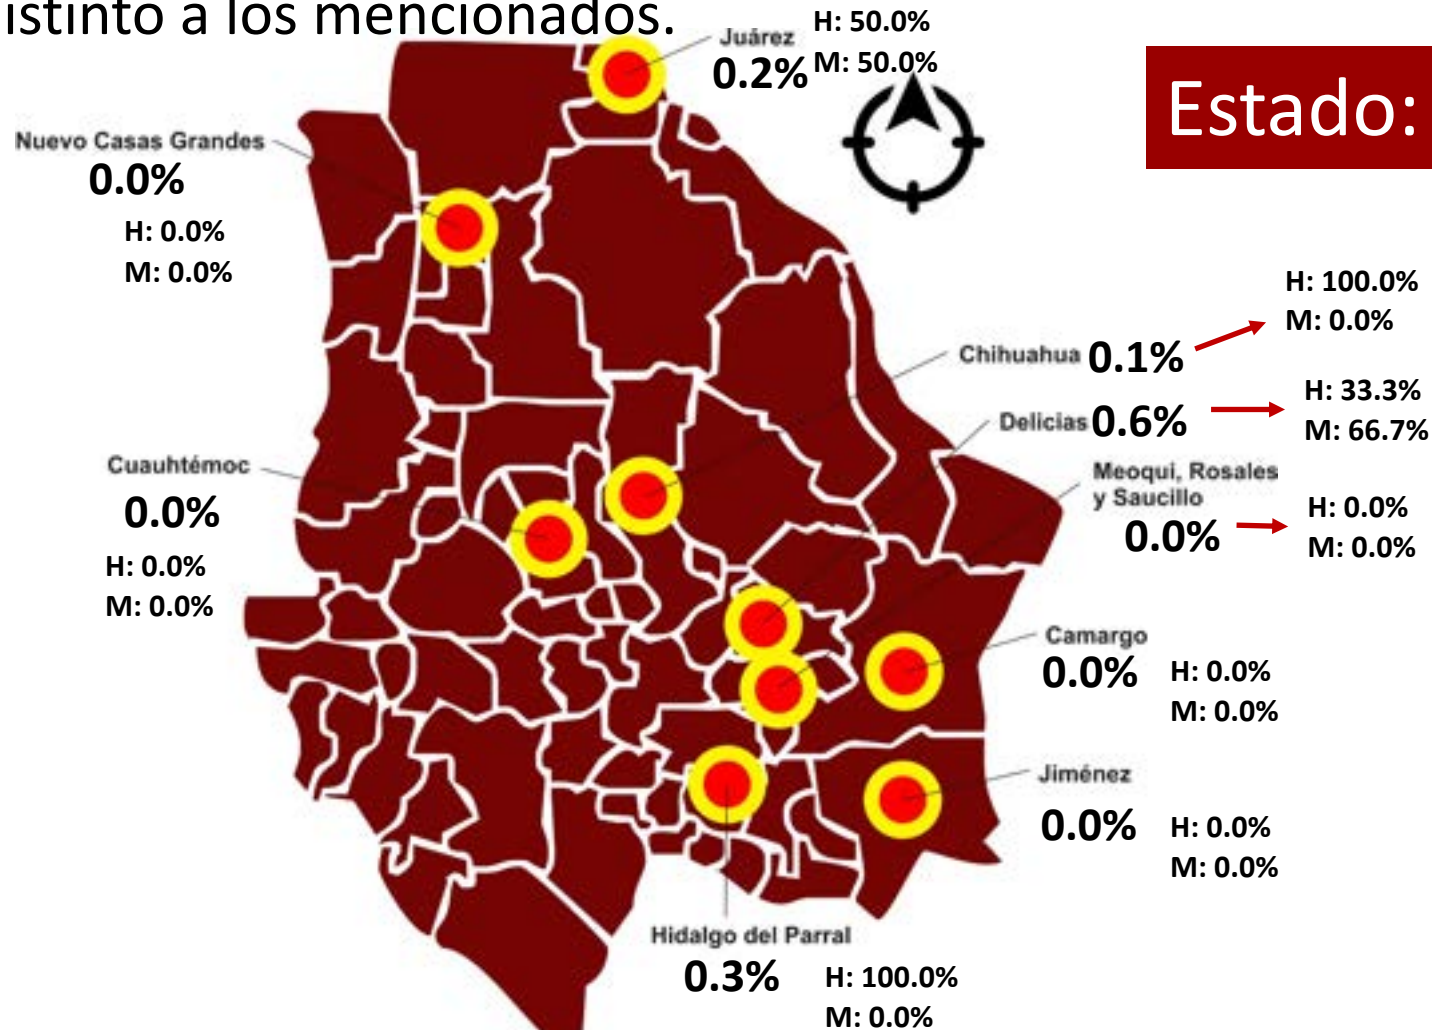 istinto a los mencionados.
Juárez
0.2%
H: 50.0%
M: 50.0%
Estado:
Nuevo Casas Grandes
0.0%
H: 0.0%
M: 0.0%
Chihuahua 0.1%
H: 100.0%
M: 0.0%
Delicias 0.6%
H: 33.3%
M: 66.7%
Cuauhtémoc
0.0%
H: 0.0%
M: 0.0%
Meoqui, Rosales
y Saucillo
0.0%
H: 0.0%
M: 0.0%
Camargo
0.0%
H: 0.0%
M: 0.0%
Jiménez
0.0%
H: 0.0%
M: 0.0%
Hidalgo del Parral
0.3%
H: 100.0%
M: 0.0%